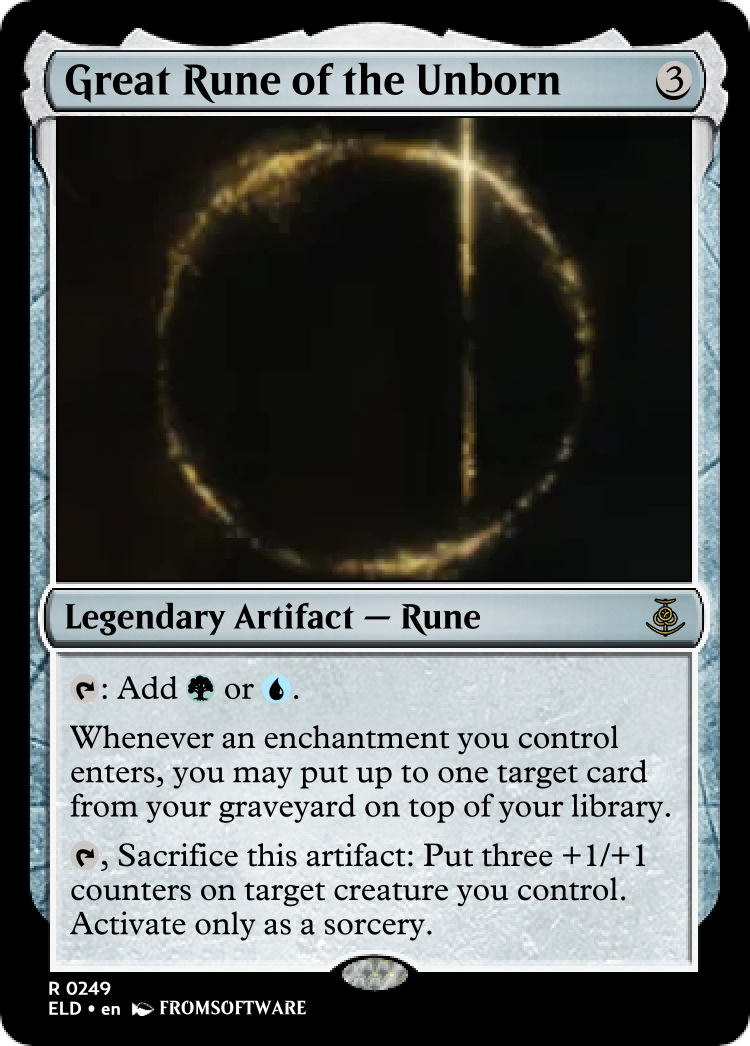 Great Rune of the Unborn 3
Legendary Artifact — Rune
: Add or .
Whenever an enchantment you control
enters, you may put up to one target card
from your graveyard on top of your library.
, Sacrifice this artifact: Put three +1/+1
counters on target creature you control.
Activate only as a sorcery.
R 0249
ELD • en FROMSOFTWARE